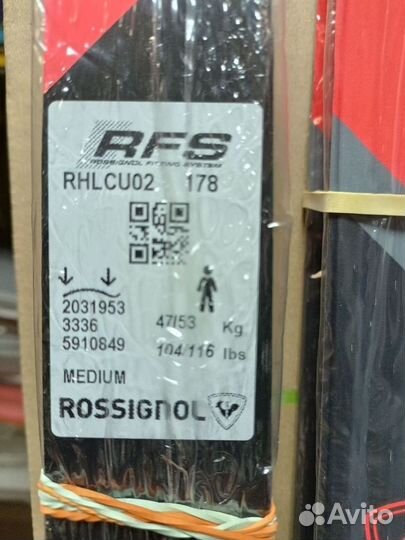 RFS
ROSSIGNOL FITTING SYSTEM
RHLCU02 178
2031953
3336 47/53 Kg
5910849 104/116 lbs
MEDIUM
ROSSIGNOL
Avito